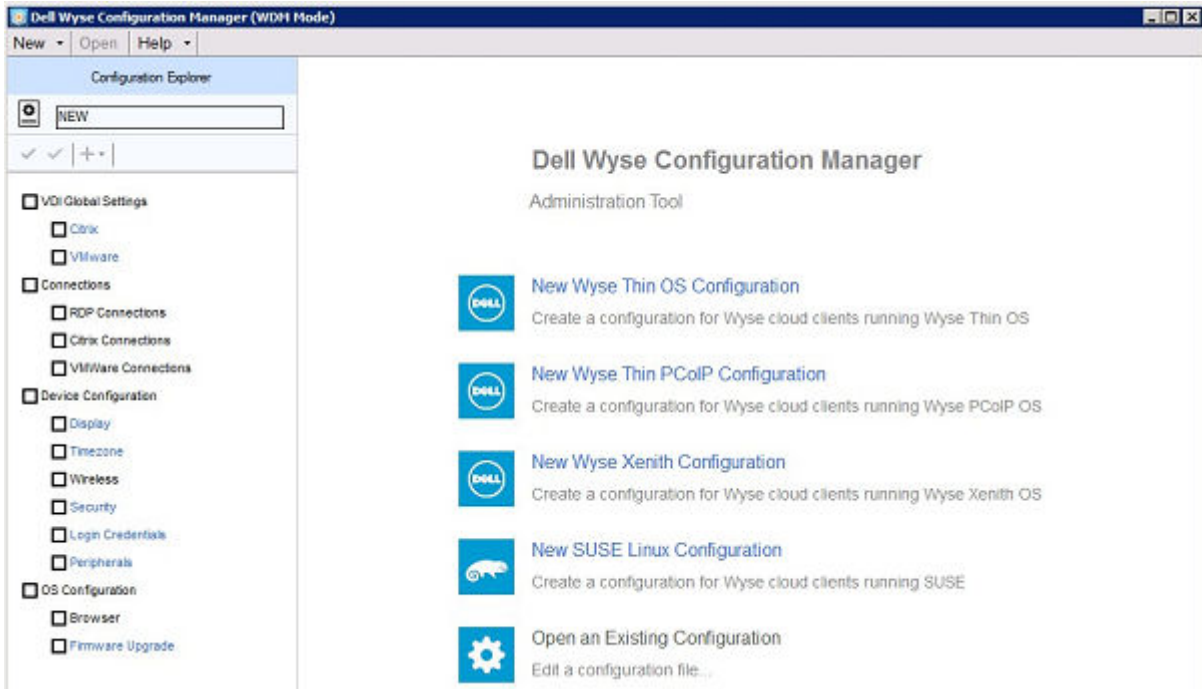 Dell Wyse Configuration Manager (WDM Mode)
New Open Help
Configuration Explorer
NEW
VDI Global Settings
Citrix
VMware
Connections
RDP Connections
Citrix Connections
VMWare Connections
Device Configuration
Display
Timezone
Wireless
Security
Login Credentials
Peripherals
OS Configuration
Browser
Firmware Upgrade
Dell Wyse Configuration Manager
Administration Tool
DELL
New Wyse Thin OS Configuration
Create a configuration for Wyse cloud clients running Wyse Thin OS
DELL
New Wyse Thin PCoIP Configuration
Create a configuration for Wyse cloud clients running Wyse PCoIP OS
DELL
New Wyse Xenith Configuration
Create a configuration for Wyse cloud clients running Wyse Xenith OS
New SUSE Linux Configuration
Create a configuration for Wyse cloud clients running SUSE
Open an Existing Configuration
Edit a configuration file...